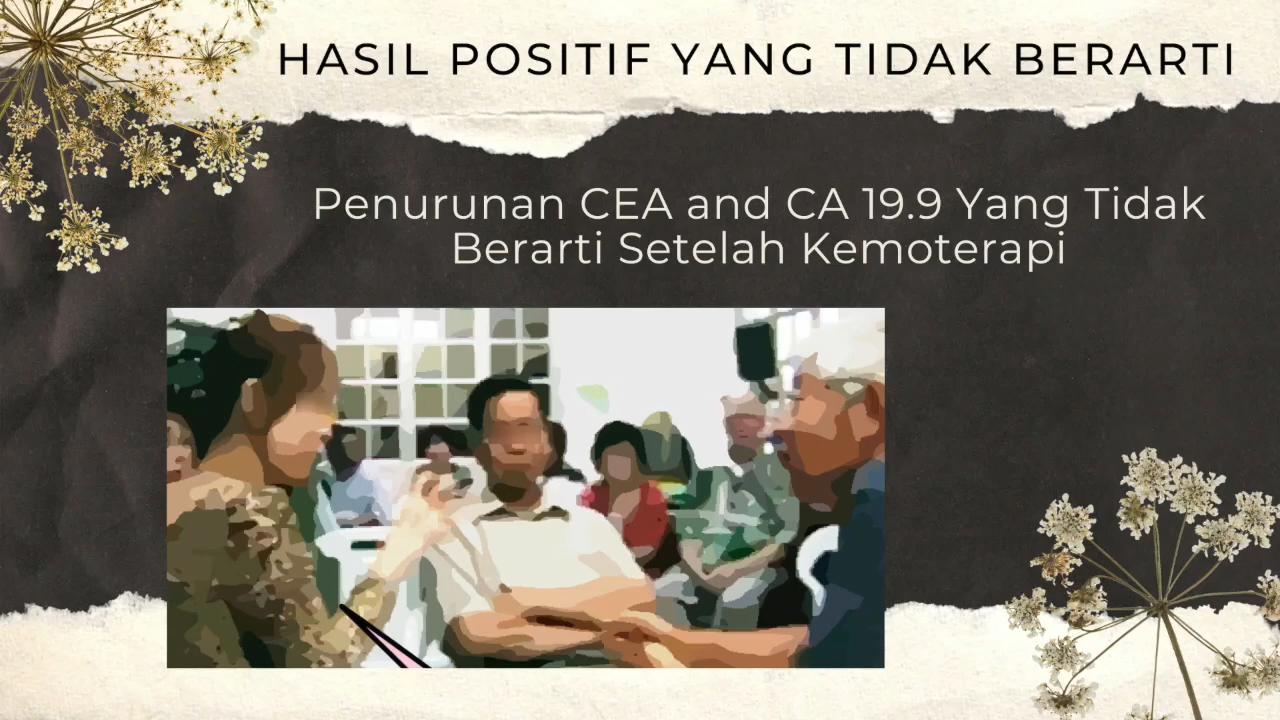 HASIL POSITIF YANG TIDAK BERARTI
Penurunan CEA and CA 19.9 Yang Tidak
Berarti Setelah Kemoterapi